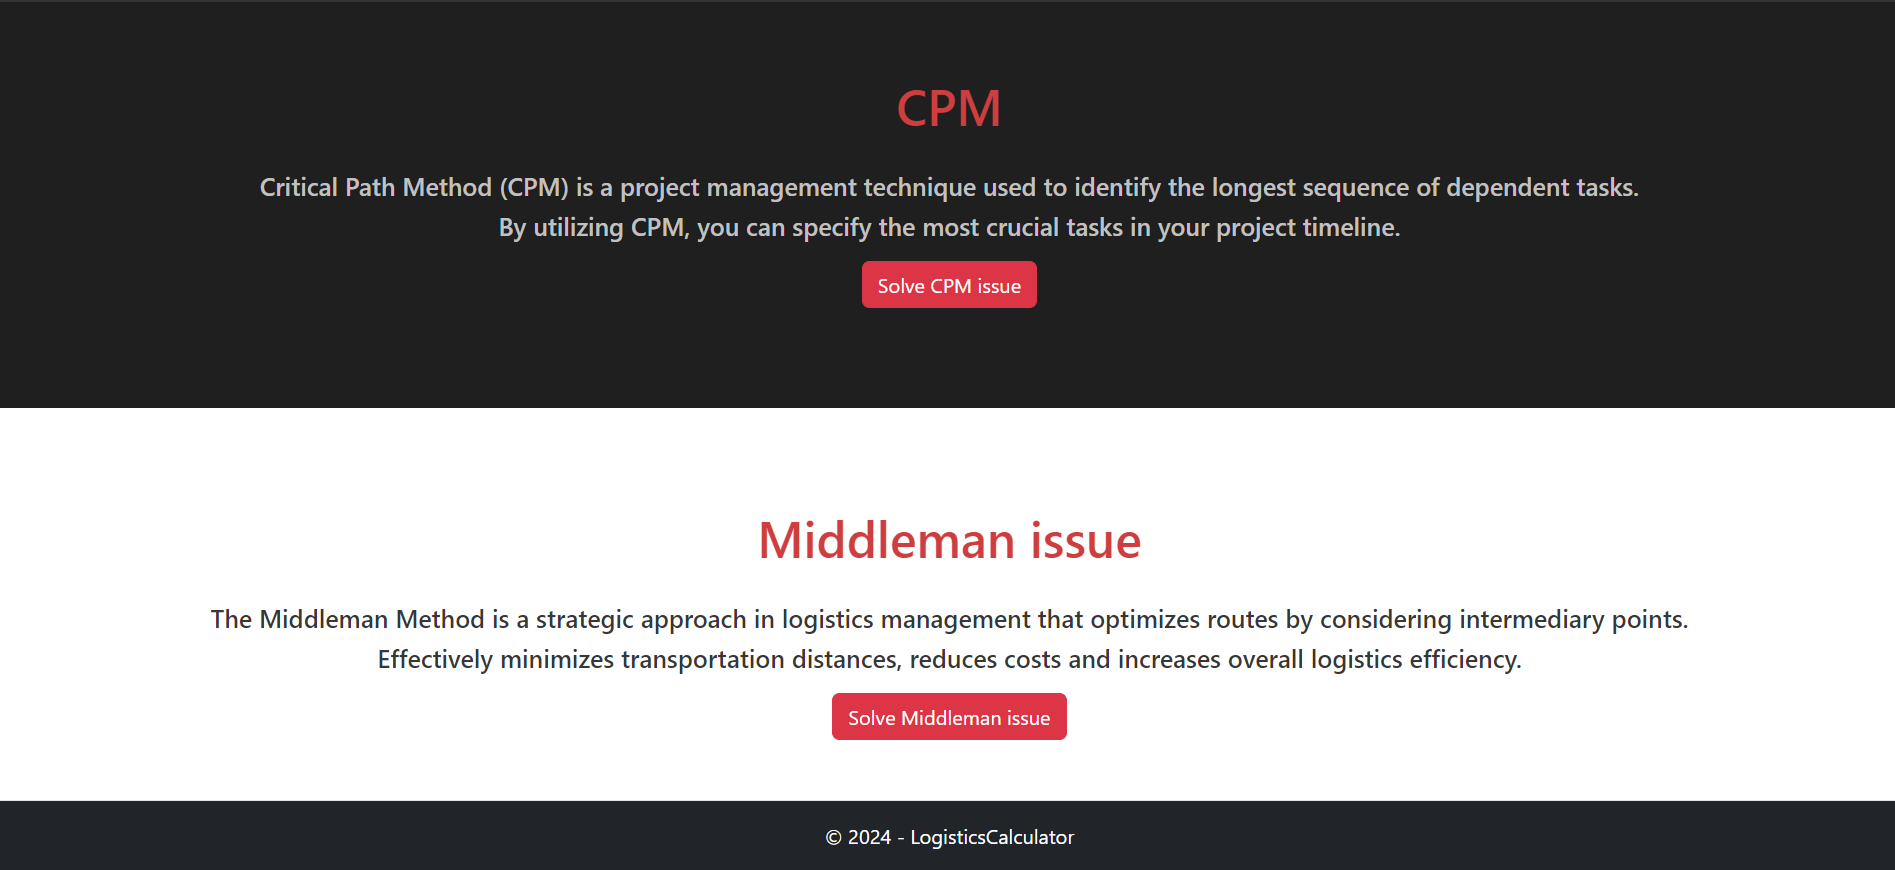 CPM
Critical Path Method (CPM) is a project management technique used to identify the longest sequence of dependent tasks.
By utilizing CPM, you can specify the most crucial tasks in your project timeline.
Solve CPM issue
Middleman issue
The Middleman Method is a strategic approach in logistics management that optimizes routes by considering intermediary points.
Effectively minimizes transportation distances, reduces costs and increases overall logistics efficiency.
Solve Middleman issue
© 2024 - LogisticsCalculator